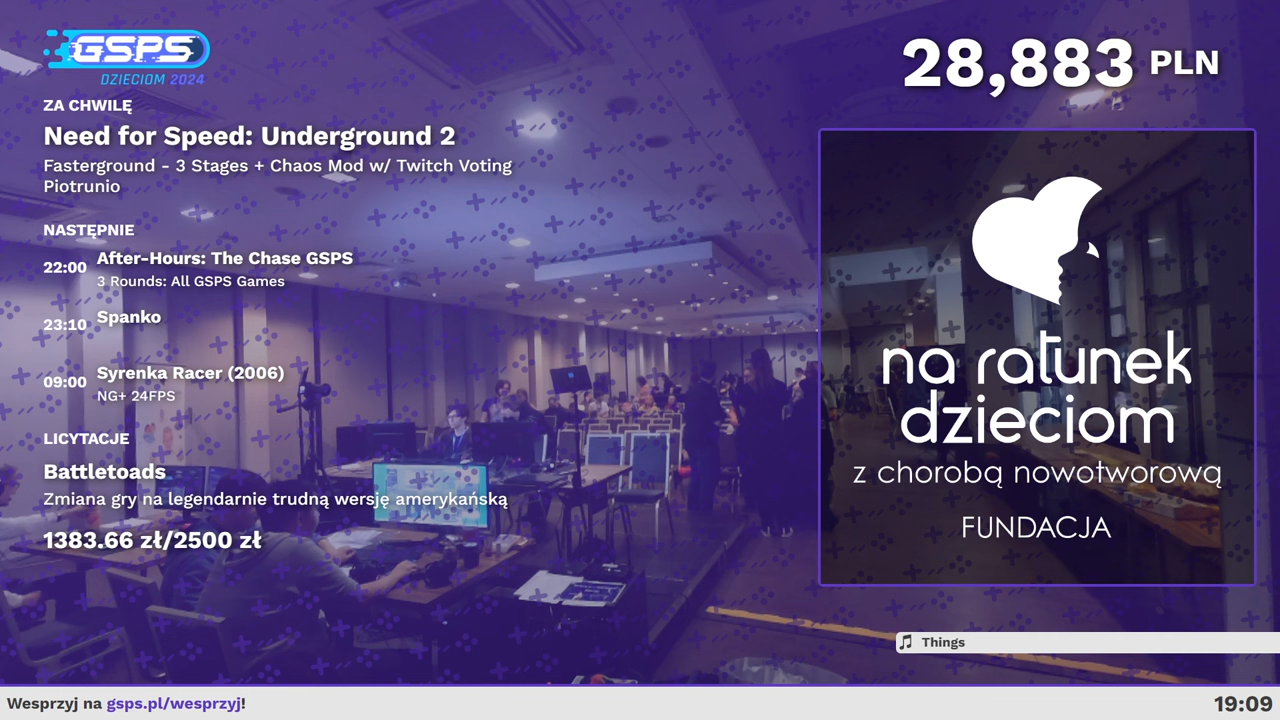 GSPS
DZIECIOM 2024
28,883 PLN
ZA CHWILĘ
Need for Speed: Underground 2
Fasterground - 3 Stages + Chaos Mod w/ Twitch Voting
Piotrunio
NASTĘPNIE
22:00 After-Hours: The Chase GSPS
3 Rounds: All GSPS Games
23:10 Spanko
09:00 Syrenka Racer (2006)
NG+ 24FPS
LICYTACJE
Battletoads
Zmiana gry na legendarnie trudną wersję amerykańską
1383.66 zł/2500 zł
na ratunek
dzieciom
z chorobą nowotworową
FUNDACJA
Things
Wesprzyj na gsps.pl/wesprzyj!
19:09